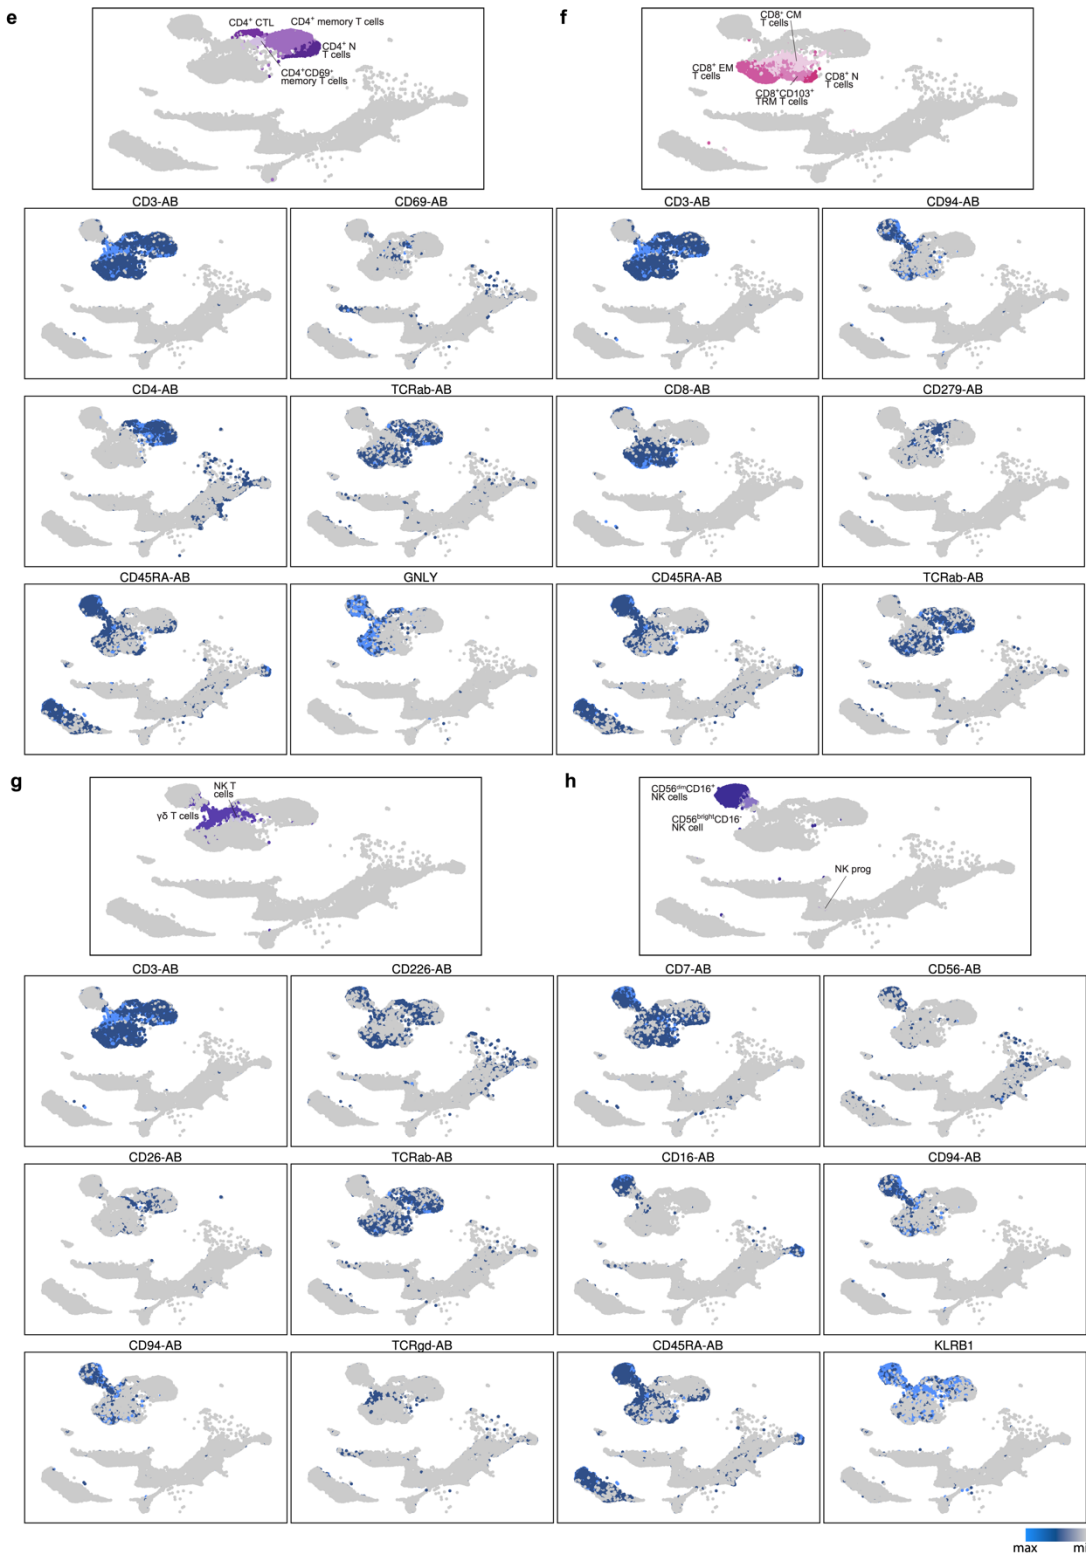 e
CD4⁺ CTL
CD4⁺ memory T cells
CD4⁺ N
T cells
CD4⁺CD69⁺
memory T cells
f
CD8⁺ CM
T cells
CD8⁺ EM
T cells
CD8⁺ N
T cells
CD8⁺CD103⁺
TRM T cells
CD3-AB
CD69-AB
CD3-AB
CD94-AB
CD4-AB
TCRab-AB
CD8-AB
CD279-AB
CD45RA-AB
GNLY
CD45RA-AB
TCRab-AB
g
NK T
cells
γδ T cells
h
CD56ᵈⁱᵐCD16⁺
NK cells
CD56ᵇʳⁱᵍʰᵗCD16⁻
NK cell
NK prog
CD3-AB
CD226-AB
CD7-AB
CD56-AB
CD26-AB
TCRab-AB
CD16-AB
CD94-AB
CD94-AB
TCRgd-AB
CD45RA-AB
KLRB1
max